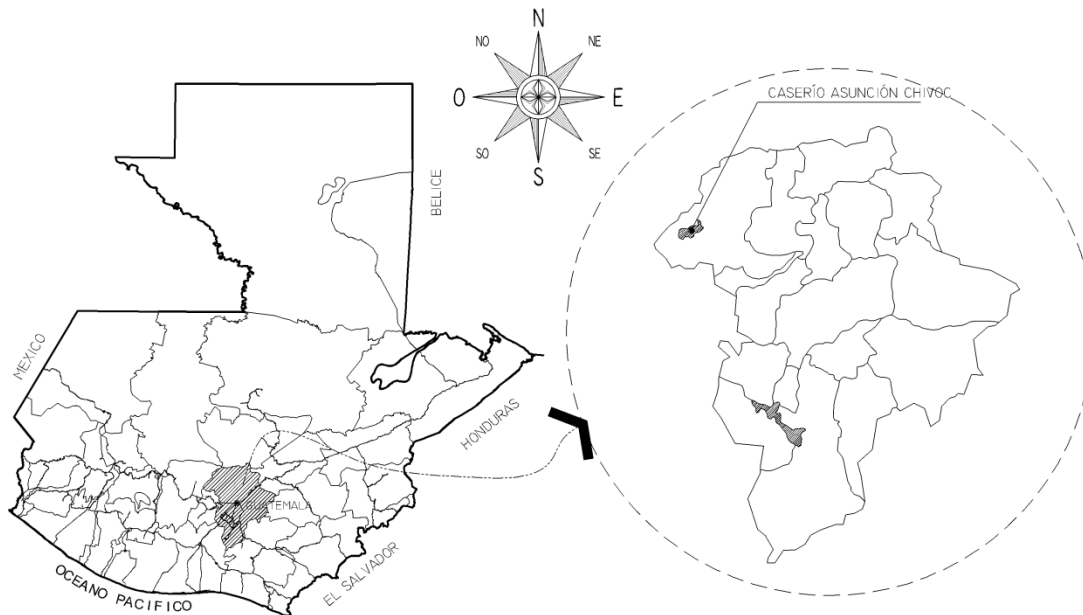 N
NO
NE
O
E
SO
SE
S
CASERÍO ASUNCIÓN CHIVOC
BELICE
MEXICO
HONDURAS
GUATEMALA
EL SALVADOR
OCEANO PACIFICO